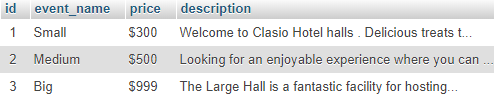 id event_name price description
1 Small $300 Welcome to Clasio Hotel halls . Delicious treats t...
2 Medium $500 Looking for an enjoyable experience where you can ...
3 Big $999 The Large Hall is a fantastic facility for hosting...